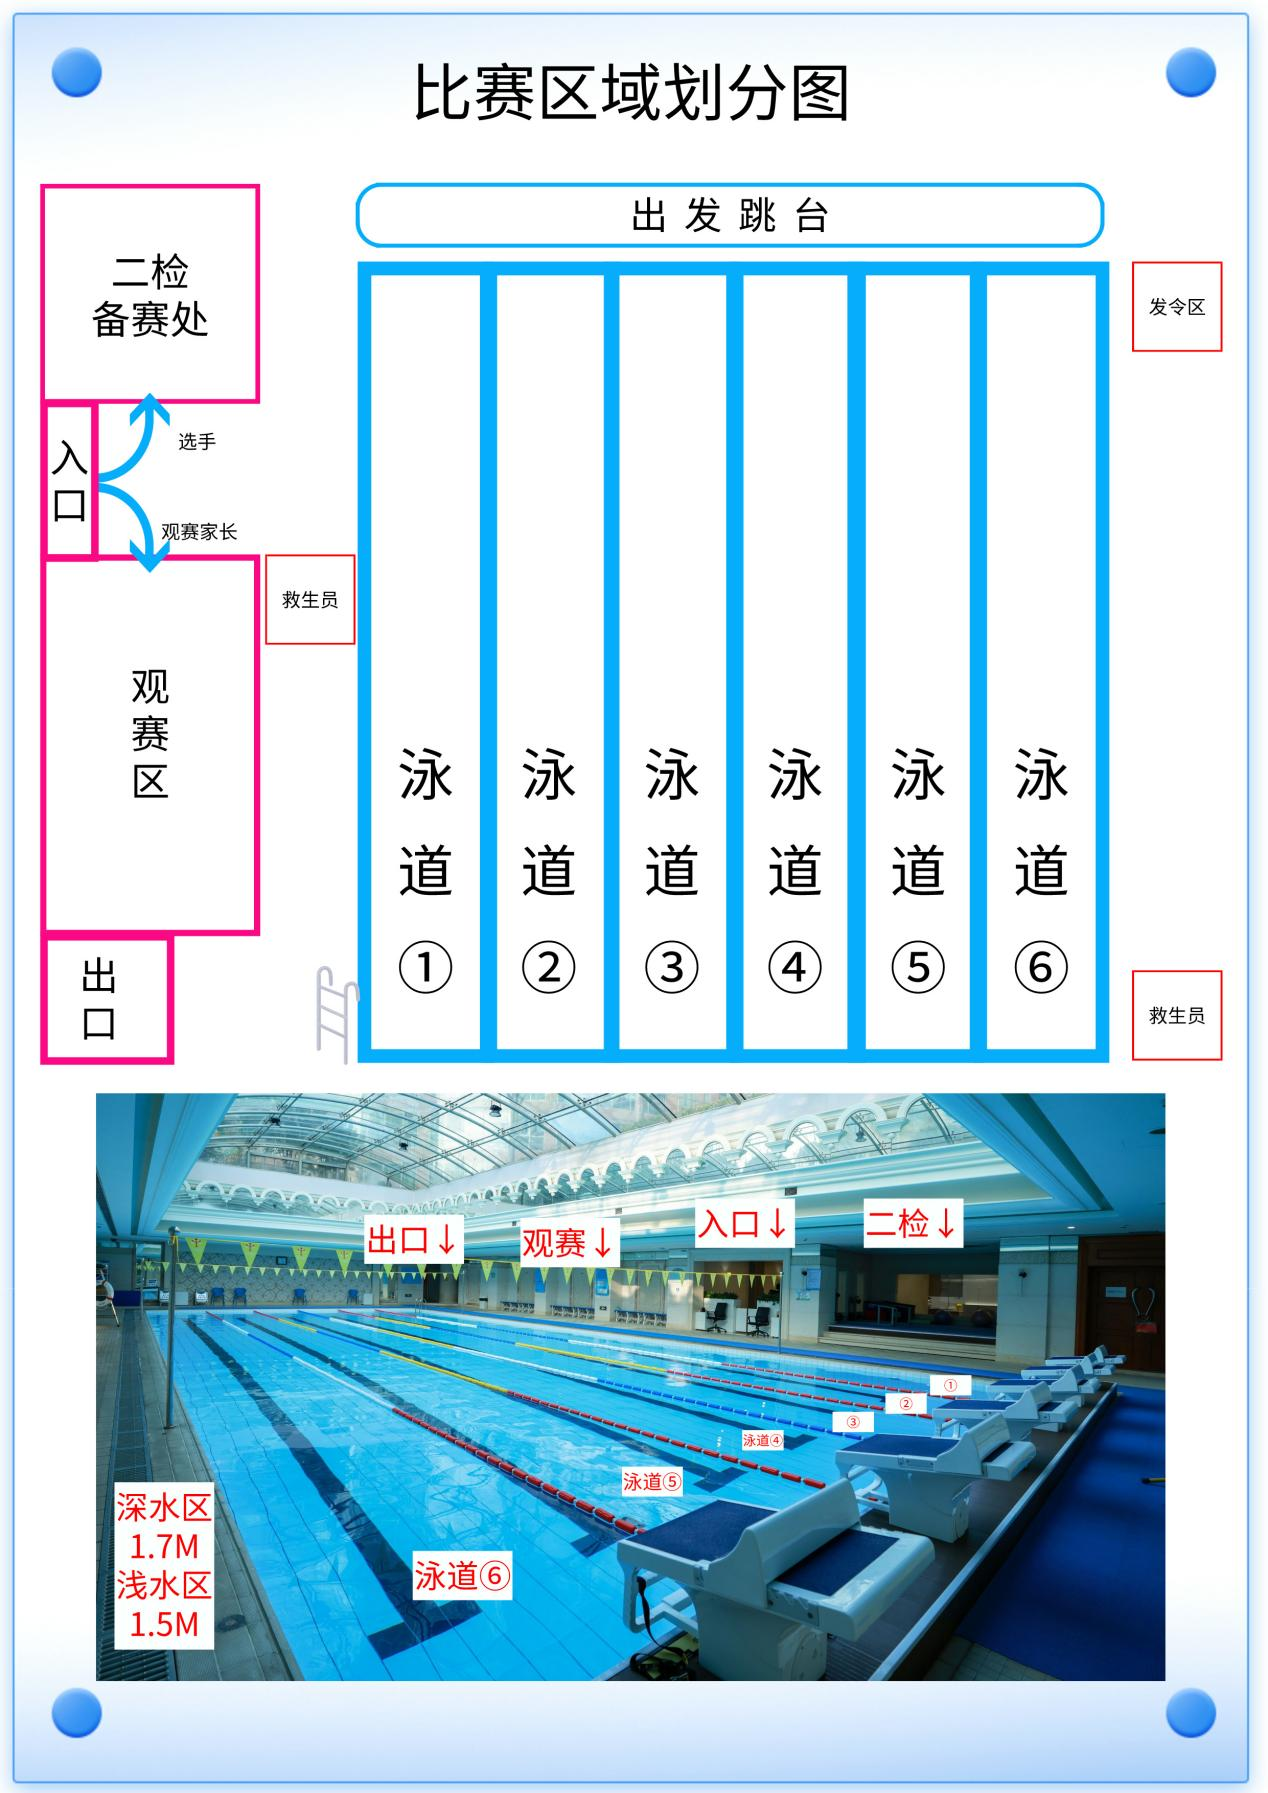 比赛区域划分图
出发跳台
二检
备赛处
发令区
入
口
选手
观赛家长
救生员
观
赛
区
泳
道
①
泳
道
②
泳
道
③
泳
道
④
泳
道
⑤
泳
道
⑥
出
口
救生员
出口↓
观赛↓
入口↓
二检↓
①
②
③
泳道④
泳道⑤
泳道⑥
深水区
1.7M
浅水区
1.5M